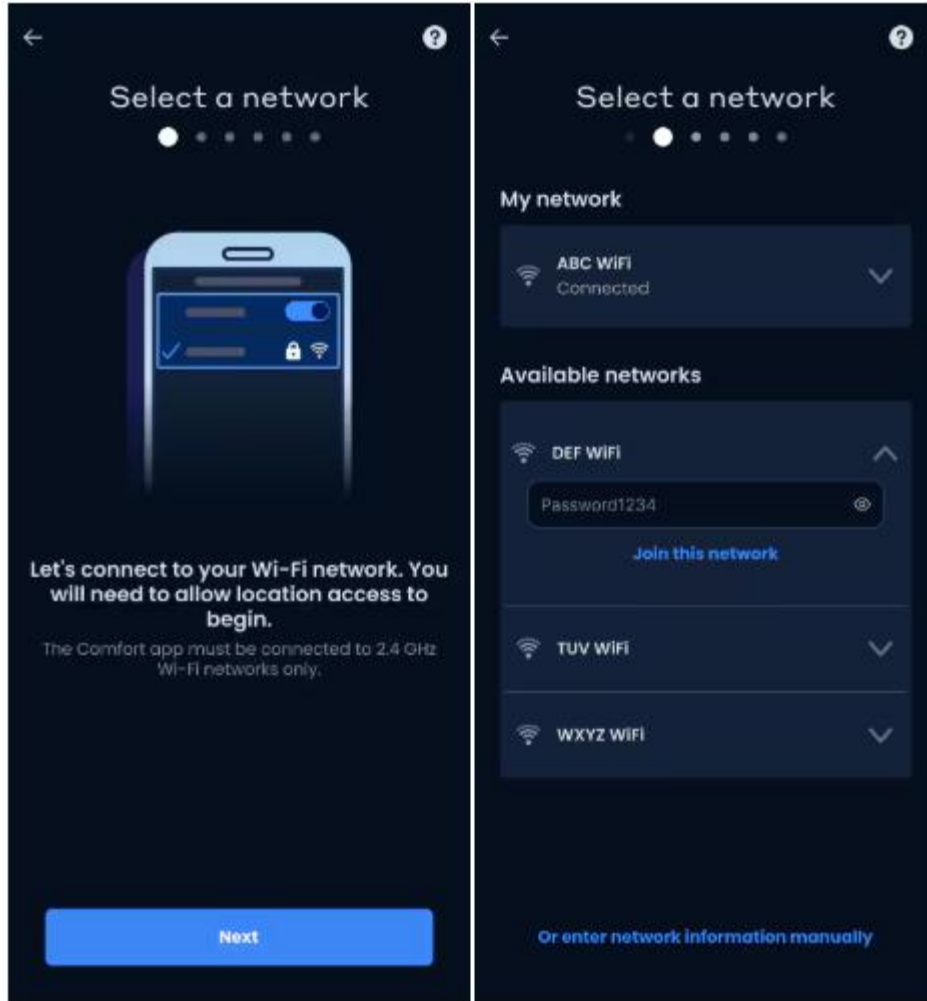 Select a network
Let's connect to your Wi-Fi network. You
will need to allow location access to
begin.
The Comfort app must be connected to 2.4 GHz
Wi-Fi networks only.
Next
Select a network
My network
ABC WiFi
Connected
Available networks
DEF WiFi
Password1234
Join this network
TUV WiFi
WXYZ WiFi
Or enter network information manually